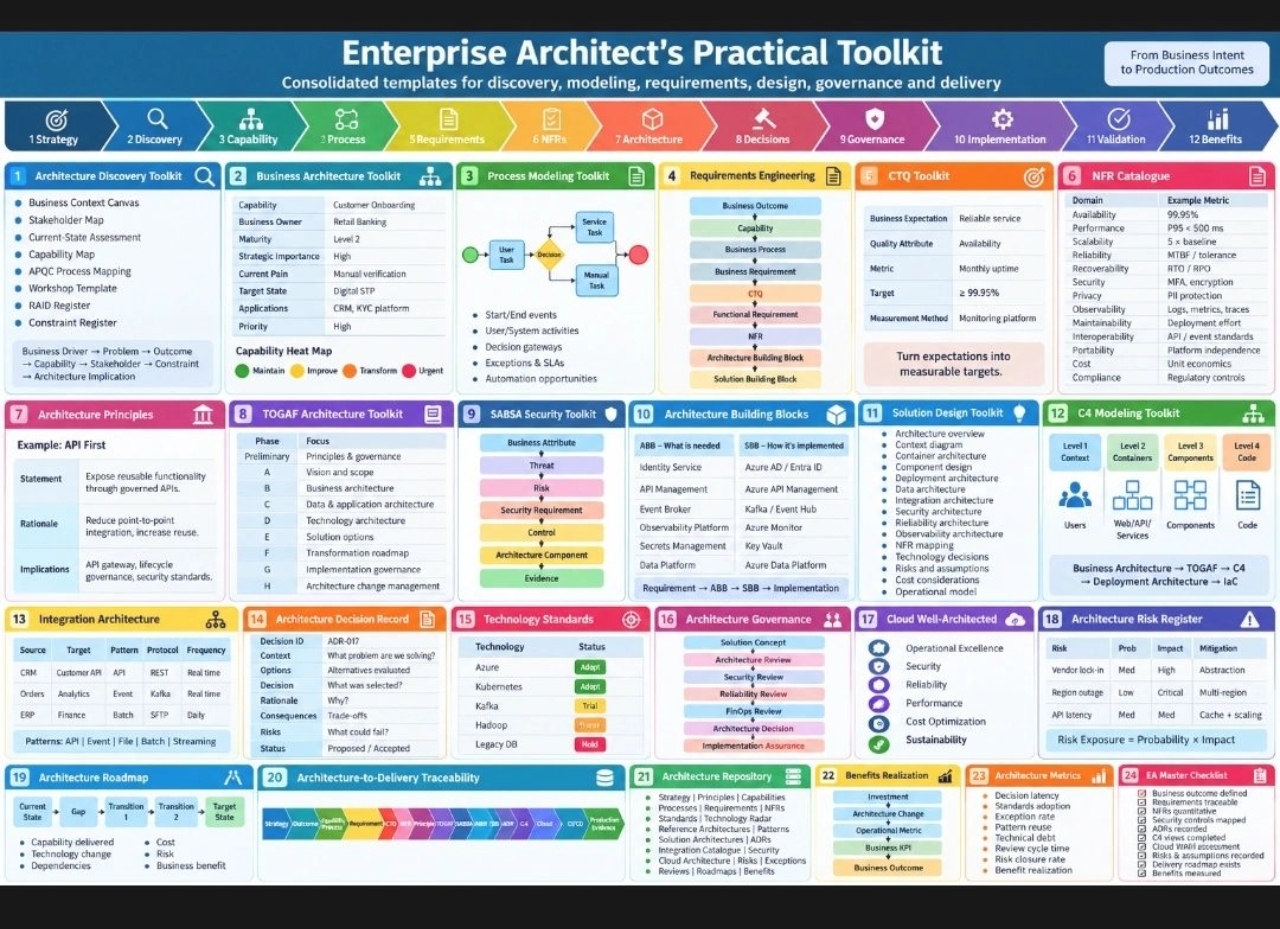 Enterprise Architect's Practical Toolkit
Consolidated templates for discovery, modeling, requirements, design, governance and delivery
From Business Intent
to Production Outcomes
1 Strategy
2 Discovery
3 Capability
3 Process
5 Requirements
6 NFRs
7 Architecture
8 Decisions
9 Governance
10 Implementation
11 Validation
12 Benefits
1 Architecture Discovery Toolkit
Business Context Canvas
Stakeholder Map
Current-State Assessment
Capability Map
APQC Process Mapping
Workshop Template
RAID Register
Constraint Register
Business Driver → Problem → Outcome
→ Capability → Stakeholder → Constraint
→ Architecture Implication
2 Business Architecture Toolkit
Capability Customer Onboarding
Business Owner Retail Banking
Maturity Level 2
Strategic Importance High
Current Pain Manual verification
Target State Digital STP
Applications CRM, KYC platform
Priority High
Capability Heat Map
Maintain Improve Transform Urgent
3 Process Modeling Toolkit
User
Task
Decision
Service
Task
Manual
Task
Start/End events
User/System activities
Decision gateways
Exceptions & SLAs
Automation opportunities
4 Requirements Engineering
Business Outcome
Capability
Business Process
Business Requirement
CTQ
Functional Requirement
NFR
Architecture Building Block
Solution Building Block
5 CTQ Toolkit
Business Expectation Reliable service
Quality Attribute Availability
Metric Monthly uptime
Target ≥ 99.95%
Measurement Method Monitoring platform
Turn expectations into
measurable targets.
6 NFR Catalogue
Domain Example Metric
Availability 99.95%
Performance P95 < 500 ms
Scalability 5 × baseline
Reliability MTBF / tolerance
Recoverability RTO / RPO
Security MFA, encryption
Privacy PII protection
Observability Logs, metrics, traces
Maintainability Deployment effort
Interoperability API / event standards
Portability Platform independence
Cost Unit economics
Compliance Regulatory controls
7 Architecture Principles
Example: API First
Statement Expose reusable functionality
through governed APIs.
Rationale Reduce point-to-point
integration, increase reuse.
Implications API gateway, lifecycle
governance, security standards.
8 TOGAF Architecture Toolkit
Phase Focus
Preliminary Principles & governance
A Vision and scope
B Business architecture
C Data & application architecture
D Technology architecture
E Solution options
F Transformation roadmap
G Implementation governance
H Architecture change management
9 SABSA Security Toolkit
Business Attribute
Threat
Risk
Security Requirement
Control
Architecture Component
Evidence
10 Architecture Building Blocks
ABB – What is needed SBB – How it's implemented
Identity Service Azure AD / Entra ID
API Management Azure API Management
Event Broker Kafka / Event Hub
Observability Platform Azure Monitor
Secrets Management Key Vault
Data Platform Azure Data Platform
Requirement → ABB → SBB → Implementation
11 Solution Design Toolkit
Architecture overview
Context diagram
Container architecture
Component design
Deployment architecture
Data architecture
Integration architecture
Security architecture
Rieliability architecture
Observability architecture
NFR mapping
Technology decisions
Risks and assumptions
Cost considerations
Operational model
12 C4 Modeling Toolkit
Level 1
Context
Level 2
Containers
Level 3
Components
Level 4
Code
Users
Web/API/
Services
Components
Code
Business Architecture → TOGAF → C4
→ Deployment Architecture → IaC
13 Integration Architecture
Source Target Pattern Protocol Frequency
CRM Customer API API REST Real time
Orders Analytics Event Kafka Real time
ERP Finance Batch SFTP Daily
Patterns: API | Event | File | Batch | Streaming
14 Architecture Decision Record
Decision ID ADR-017
Context What problem are we solving?
Options Alternatives evaluated
Decision What was selected?
Rationale Why?
Consequences Trade-offs
Risks What could fail?
Status Proposed / Accepted
15 Technology Standards
Technology Status
Azure Adopt
Kubernetes Adopt
Kafka Trial
Hadoop
Legacy DB Hold
16 Architecture Governance
Solution Concept
Architecture Review
Security Review
Reliability Review
FinOps Review
Architecture Decision
Implementation Assurance
17 Cloud Well-Architected
Operational Excellence
Security
Reliability
Performance
Cost Optimization
Sustainability
18 Architecture Risk Register
Risk Prob Impact Mitigation
Vendor lock-in Med High Abstraction
Region outage Low Critical Multi-region
API latency Med Med Cache + scaling
Risk Exposure = Probability × Impact
19 Architecture Roadmap
Current
State
Gap
Transition
1
Transition
2
Target
State
Capability delivered
Technology change
Dependencies
Cost
Risk
Business benefit
20 Architecture-to-Delivery Traceability
Strategy
Outcome
Process
Requirement
CTQ
Principle
TOGAF
SABSA
C4
Cloud
CI/CD
Productive
Evidence
21 Architecture Repository
Strategy | Principles | Capabilities
Processes | Requirements | NFRs
Standards | Technology Radar
Reference Architectures | Patterns
Solution Architectures | ADRs
Integration Catalogue | Security
Cloud Architecture | Risks | Exceptions
Reviews | Roadmaps | Benefits
22 Benefits Realization
Investment
Architecture Change
Operational Metric
Business KPI
Business Outcome
23 Architecture Metrics
Decision latency
Standards adoption
Exception rate
Pattern reuse
Technical debt
Review cycle time
Risk closure rate
Benefit realization
24 EA Master Checklist
Business outcome defined
Requirements traceable
NFRs quantitative
Security controls mapped
ADRs recorded
C4 views completed
Cloud WAPI assessment
Risks & assumptions recorded
Delivery roadmap exists
Benefits measured